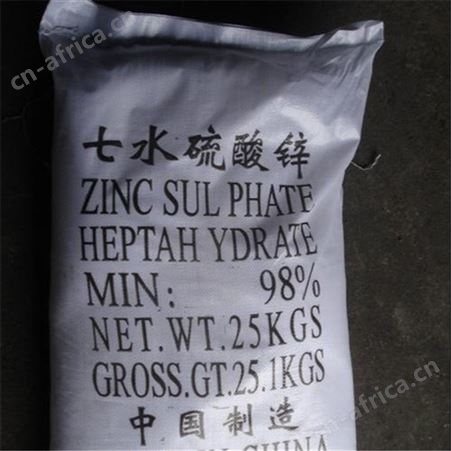 cn-africa.cn
七水硫酸锌
ZINC SUL PHATE
HEPTAH YDRATE
MIN: 98%
NET.WT.25KGS
GROSS.GT.25.1KGS
cn-africa.cn
中国制造
CHINA